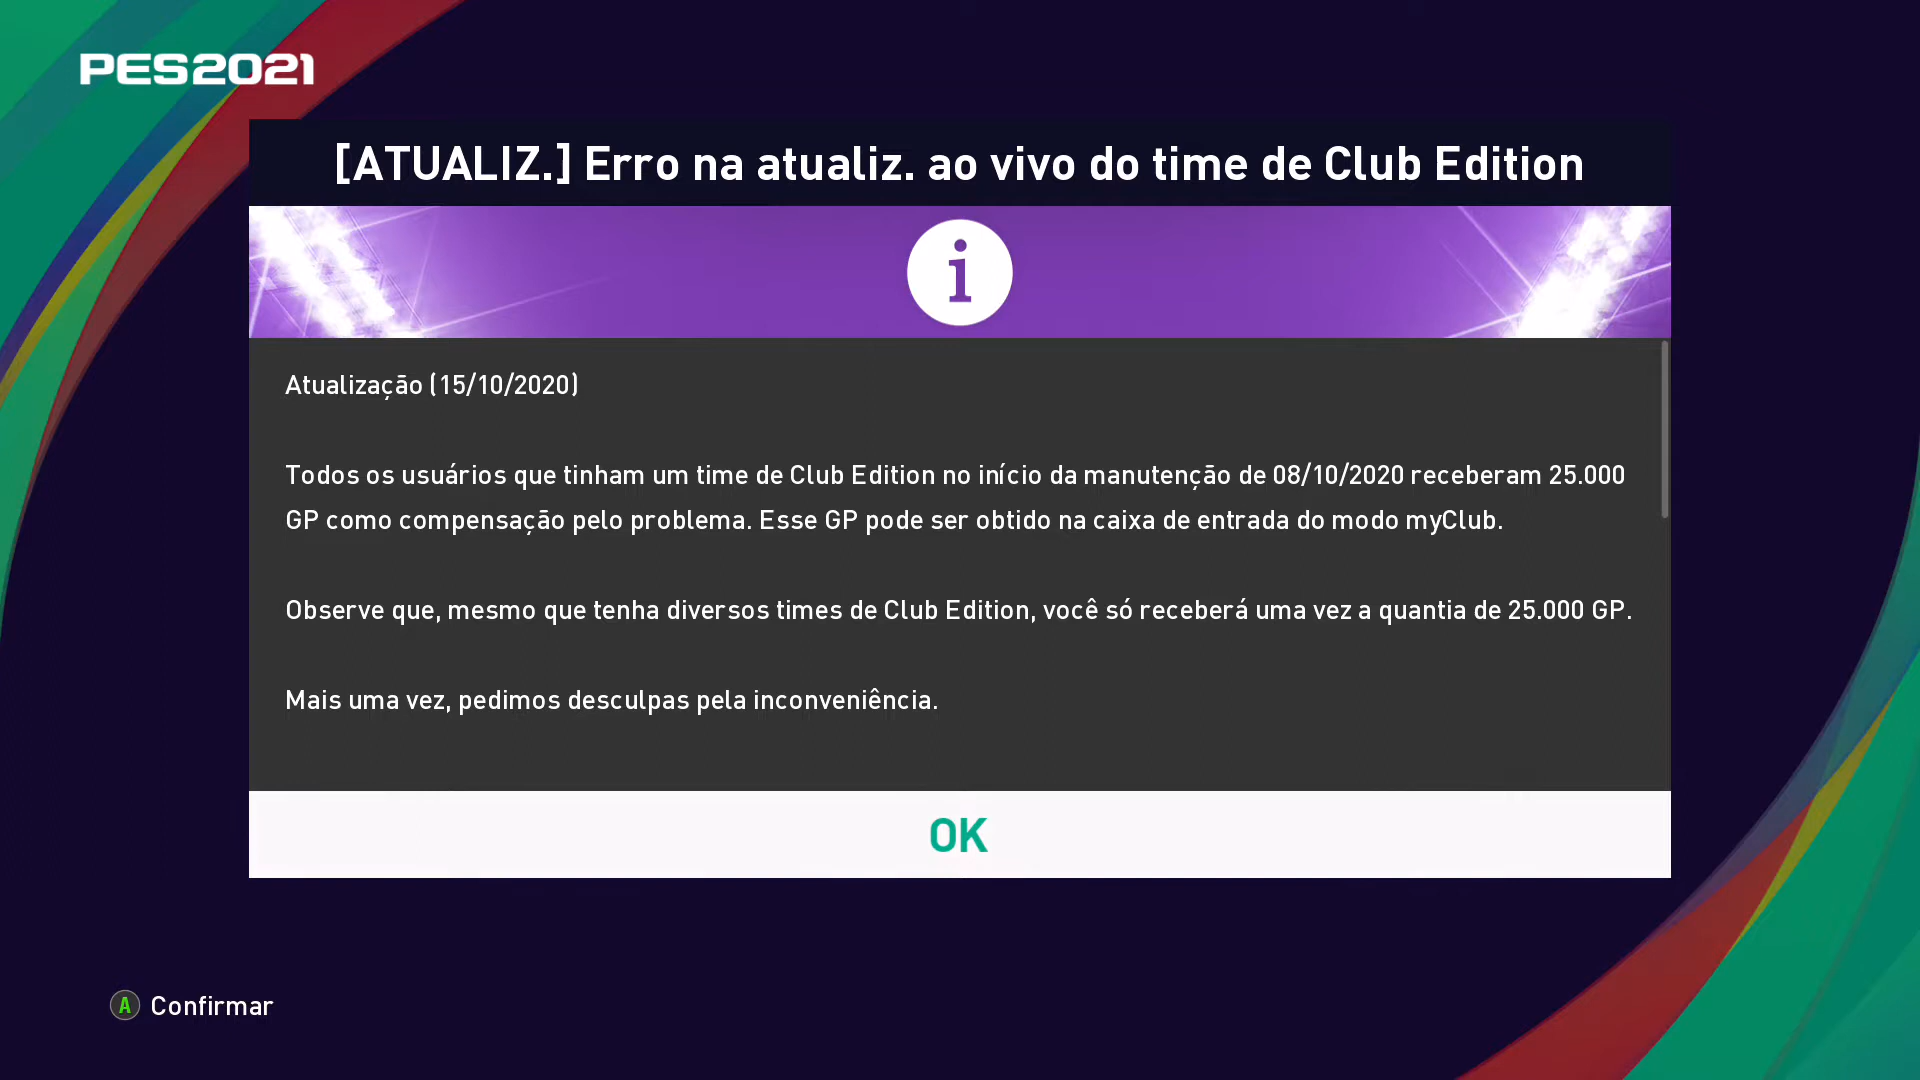 PES2021
[ATUALIZ.] Erro na atualiz. ao vivo do time de Club Edition
i
Atualização (15/10/2020)
Todos os usuários que tinham um time de Club Edition no início da manutenção de 08/10/2020 receberam 25.000
GP como compensação pelo problema. Esse GP pode ser obtido na caixa de entrada do modo myClub.
Observe que, mesmo que tenha diversos times de Club Edition, você só receberá uma vez a quantia de 25.000 GP.
Mais uma vez, pedimos desculpas pela inconveniência.
OK
A Confirmar